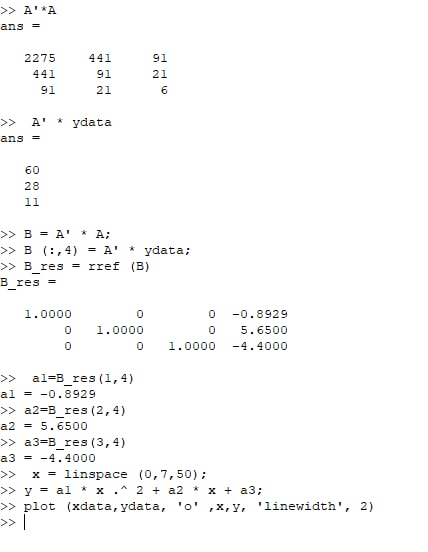 >> A'*A
ans =
2275 441 91
441 91 21
91 21 6
>> A' * ydata
ans =
60
28
11
>> B = A' * A;
>> B (:,4) = A' * ydata;
>> B_res = rref (B)
B_res =
1.0000 0 0 -0.8929
0 1.0000 0 5.6500
0 0 1.0000 -4.4000
>> a1=B_res(1,4)
a1 = -0.8929
>> a2=B_res(2,4)
a2 = 5.6500
>> a3=B_res(3,4)
a3 = -4.4000
>> x = linspace (0,7,50);
>> y = a1 * x .^ 2 + a2 * x + a3;
>> plot (xdata,ydata, 'o' ,x,y, 'linewidth', 2)
>>